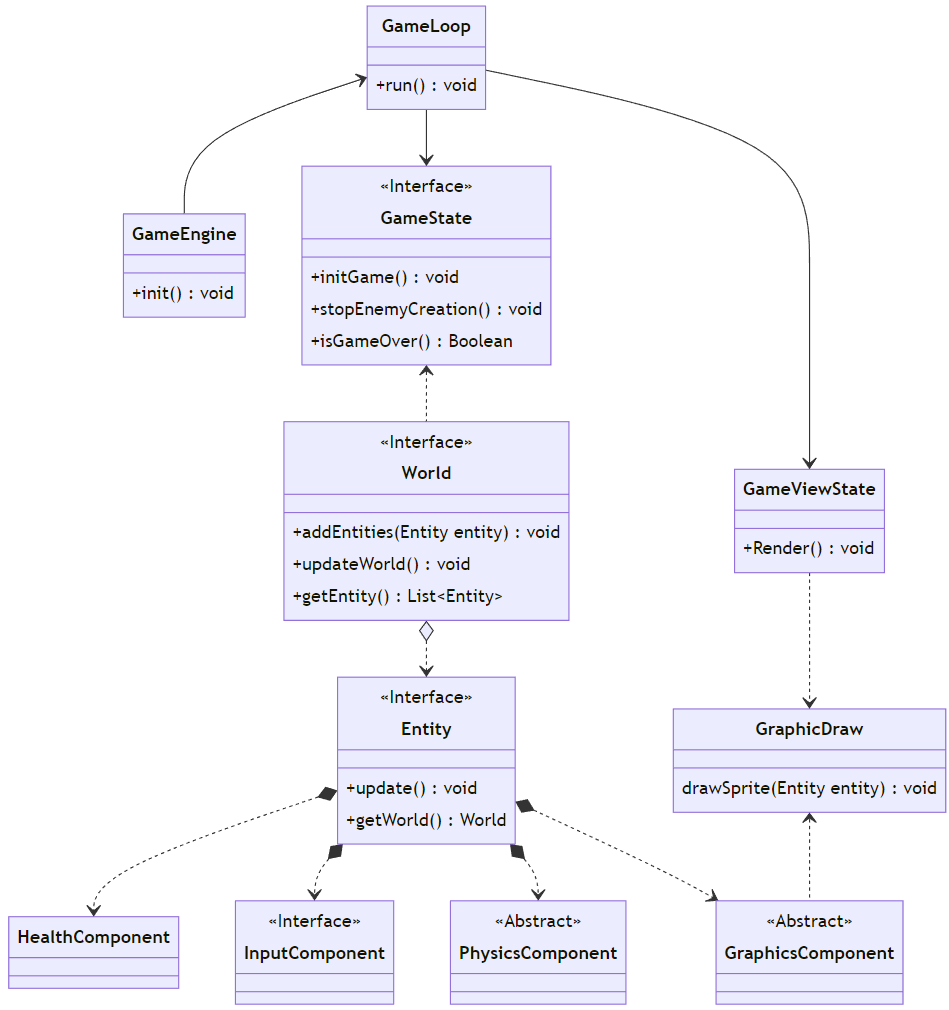 GameLoop
+run() : void
«Interface»
GameState
+initGame() : void
+stopEnemyCreation() : void
+isGameOver() : Boolean
GameEngine
+init() : void
«Interface»
World
+addEntities(Entity entity) : void
+updateWorld() : void
+getEntity() : List<Entity>
GameViewState
+Render() : void
«Interface»
Entity
+update() : void
+getWorld() : World
GraphicDraw
drawSprite(Entity entity) : void
HealthComponent
«Interface»
InputComponent
«Abstract»
PhysicsComponent
«Abstract»
GraphicsComponent